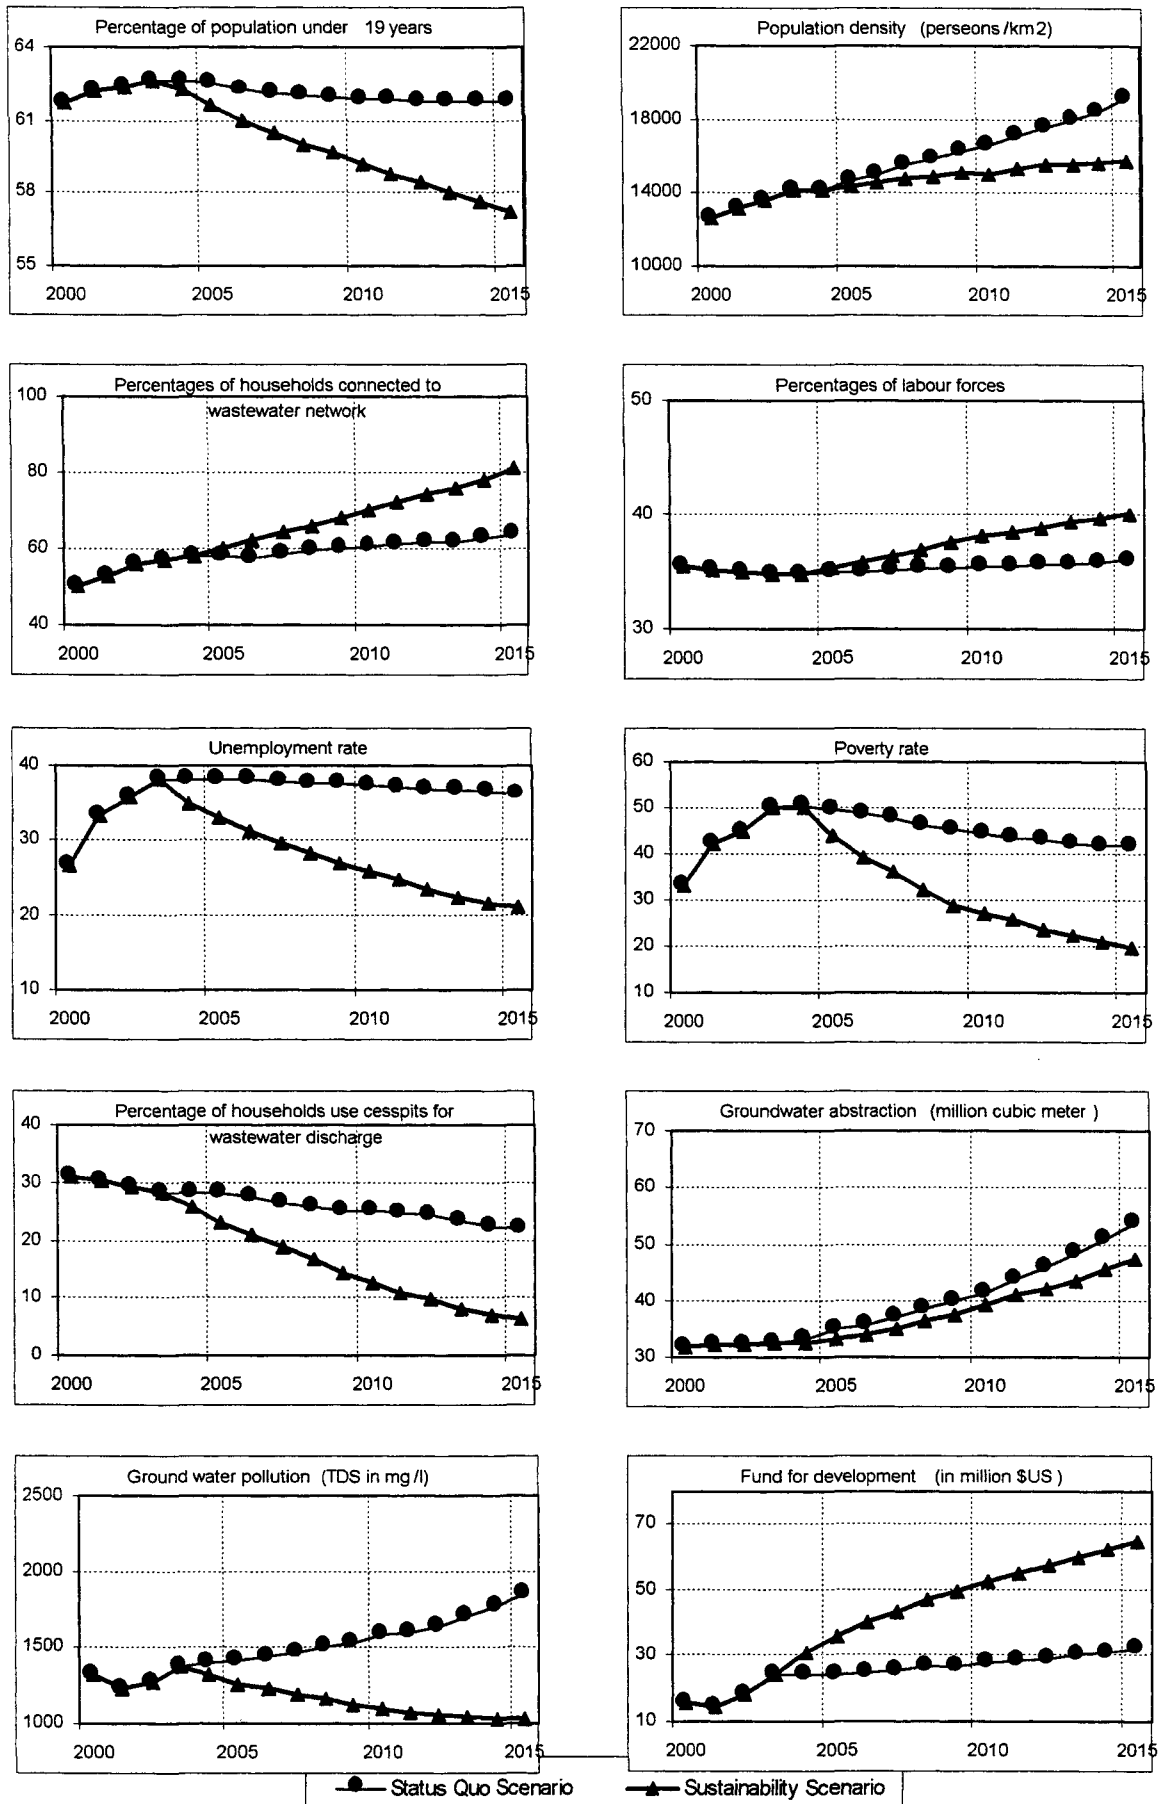 Percentage of population under 19 years
64
61
58
55
2000 2005 2010 2015
Population density (perseons /km2)
22000
18000
14000
10000
2000 2005 2010 2015
Percentages of households connected to
wastewater network
100
80
60
40
2000 2005 2010 2015
Percentages of labour forces
50
40
30
2000 2005 2010 2015
Unemployment rate
40
30
20
10
2000 2005 2010 2015
Poverty rate
60
50
40
30
20
10
2000 2005 2010 2015
Percentage of households use cesspits for
wastewater discharge
40
30
20
10
0
2000 2005 2010 2015
Groundwater abstraction (million cubic meter )
70
60
50
40
30
2000 2005 2010 2015
Ground water pollution (TDS in mg /l)
2500
2000
1500
1000
2000 2005 2010 2015
Fund for development (in million $US )
70
50
30
10
2000 2005 2010 2015
Status Quo Scenario Sustainability Scenario